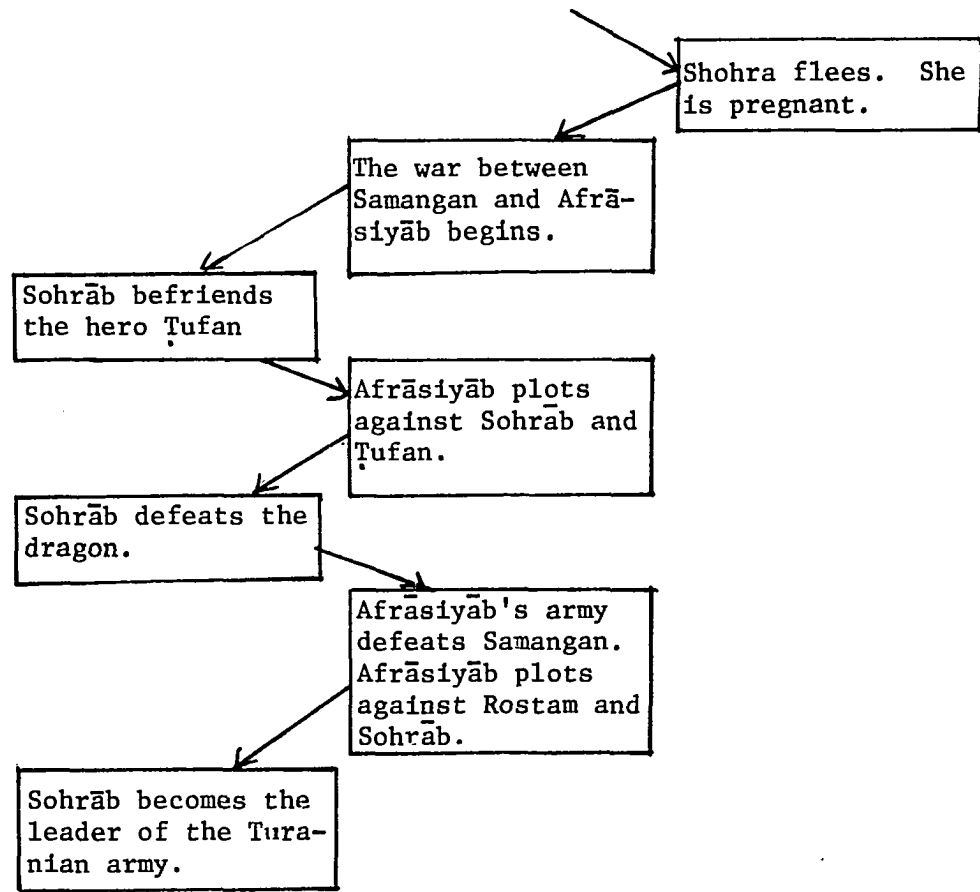 Shohra flees. She
is pregnant.
The war between
Samangan and Afrā-
siyāb begins.
Sohrāb befriends
the hero Ṭufan
Afrāsiyāb plots
against Sohrāb and
Ṭufan.
Sohrāb defeats the
dragon.
Afrāsiyāb's army
defeats Samangan.
Afrāsiyāb plots
against Rostam and
Sohrāb.
Sohrāb becomes the
leader of the Tura-
nian army.